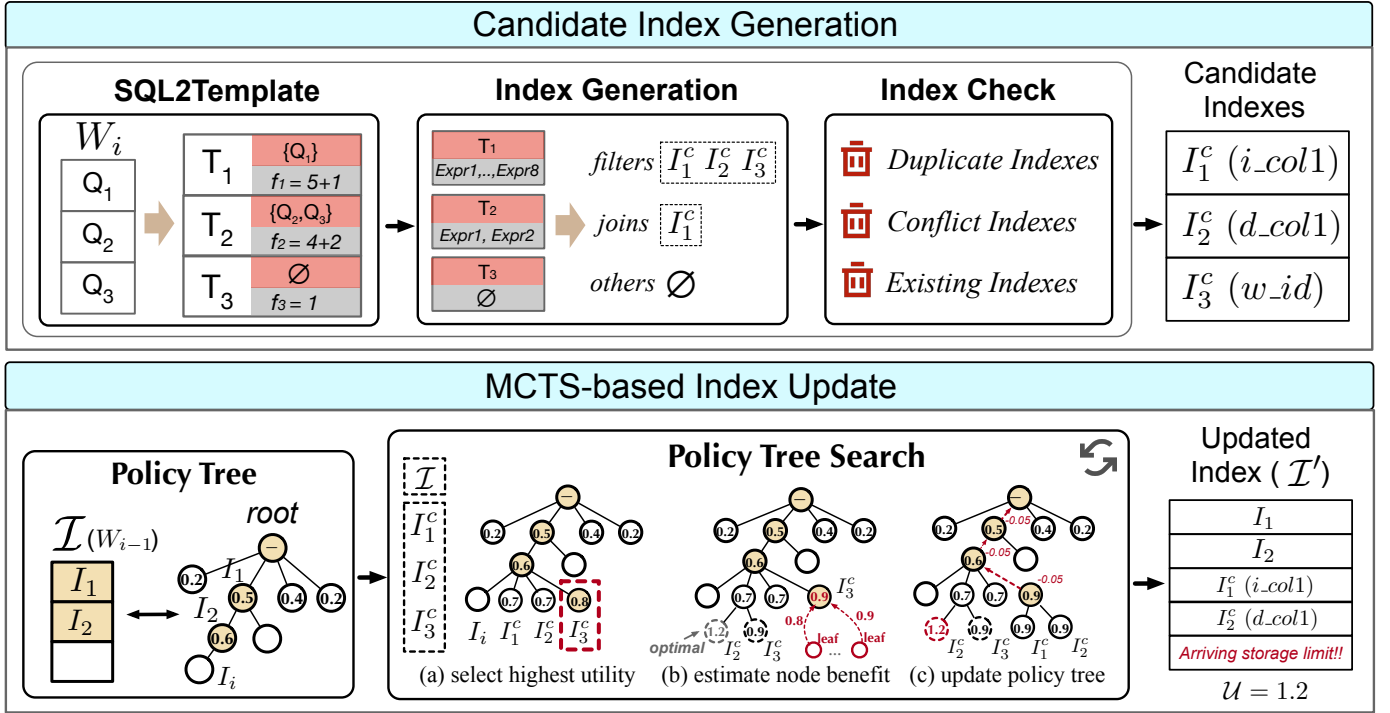 Candidate Index Generation
SQL2Template
Index Generation
Index Check
Candidate
Indexes
W_i
Q_1
Q_2
Q_3
T_1
{Q_1}
f_1 = 5+1
T_2
{Q_2,Q_3}
f_2 = 4+2
T_3
∅
f_3 = 1
T_1
Expr1,..,Expr8
T_2
Expr1, Expr2
T_3
∅
filters I_1^c I_2^c I_3^c
joins I_1^c
others ∅
Duplicate Indexes
Conflict Indexes
Existing Indexes
I_1^c (i_col1)
I_2^c (d_col1)
I_3^c (w_id)
MCTS-based Index Update
Policy Tree
I (W_{i-1})
I_1
I_2
root
–
0.2
I_1
0.5
0.4
0.2
I_2
0.6
I_i
Policy Tree Search
I
I_1^c
I_2^c
I_3^c
–
0.2
0.5
0.4
0.2
0.6
0.7
0.7
0.8
I_i
I_1^c
I_2^c
I_3^c
(a) select highest utility
–
0.2
0.5
0.4
0.2
0.6
0.7
0.7
0.9
I_3^c
0.8
0.9
1.2
0.9
leaf
...
leaf
optimal
I_2^c
I_3^c
(b) estimate node benefit
–
-0.05
0.2
0.5
0.4
0.2
-0.05
0.6
-0.05
0.7
0.7
0.9
1.2
0.9
0.9
0.9
I_2^c
I_3^c
I_1^c
I_2^c
(c) update policy tree
Updated
Index ( I′)
I_1
I_2
I_1^c (i_col1)
I_2^c (d_col1)
Arriving storage limit!!
U = 1.2